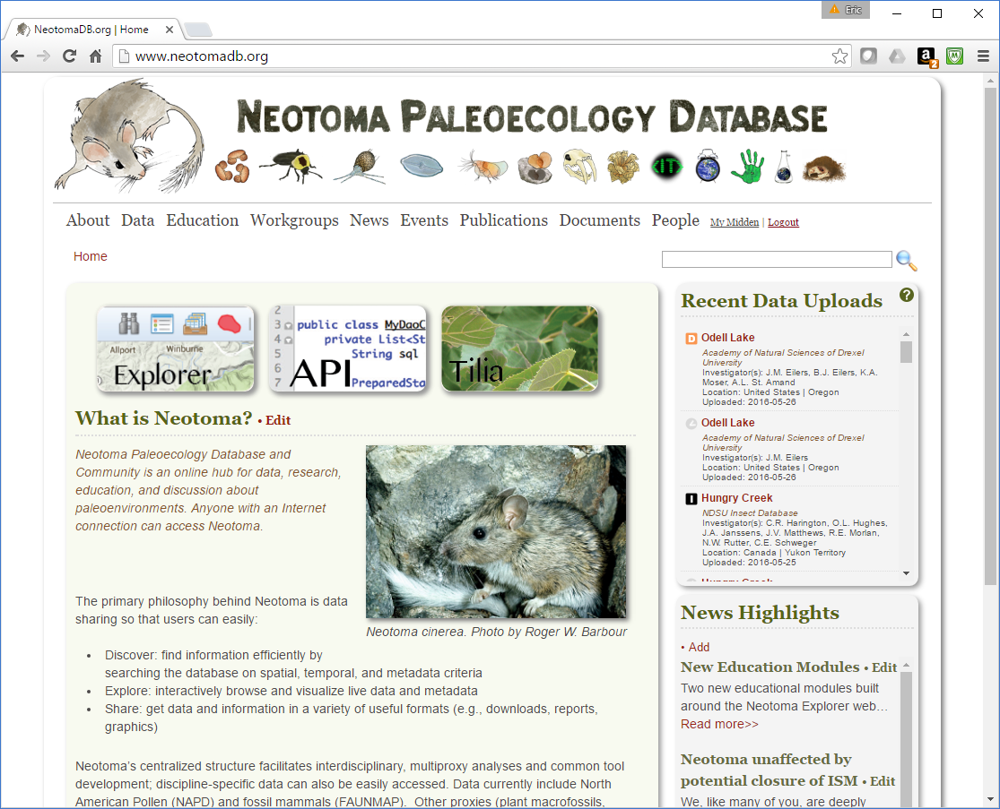 Eric
NeotomaDB.org | Home
www.neotomadb.org
a
2
M
NEOTOMA PALEOECOLOGY DATABASE
<IT>
About Data Education Workgroups News Events Publications Documents People My Midden | Logout
Home
Allport Winburne
Explorer
2
3 public class MyDaoC
4 private List<St
5 String sql
6
7 PreparedSta
API
Tilia
What is Neotoma? • Edit
Neotoma Paleoecology Database and
Community is an online hub for data, research,
education, and discussion about
paleoenvironments. Anyone with an Internet
connection can access Neotoma.
Neotoma cinerea. Photo by Roger W. Barbour
The primary philosophy behind Neotoma is data
sharing so that users can easily:
• Discover: find information efficiently by
searching the database on spatial, temporal, and metadata criteria
• Explore: interactively browse and visualize live data and metadata
• Share: get data and information in a variety of useful formats (e.g., downloads, reports,
graphics)
Neotoma's centralized structure facilitates interdisciplinary, multiproxy analyses and common tool
development; discipline-specific data can also be easily accessed. Data currently include North
American Pollen (NAPD) and fossil mammals (FAUNMAP). Other proxies (plant macrofossils,
Recent Data Uploads ?
D Odell Lake
Academy of Natural Sciences of Drexel
University
Investigator(s): J.M. Eilers, B.J. Eilers, K.A.
Moser, A.L. St. Amand
Location: United States | Oregon
Uploaded: 2016-05-26
Odell Lake
Academy of Natural Sciences of Drexel
University
Investigator(s): J.M. Eilers
Location: United States | Oregon
Uploaded: 2016-05-26
I Hungry Creek
NDSU Insect Database
Investigator(s): C.R. Harington, O.L. Hughes,
J.A. Janssens, J.V. Matthews, R.E. Morlan,
N.W. Rutter, C.E. Schweger
Location: Canada | Yukon Territory
Uploaded: 2016-05-25
Hungry Creek
News Highlights
• Add
New Education Modules • Edit
Two new educational modules built
around the Neotoma Explorer web…
Read more>>
Neotoma unaffected by
potential closure of ISM • Edit
We, like many of you, are deeply